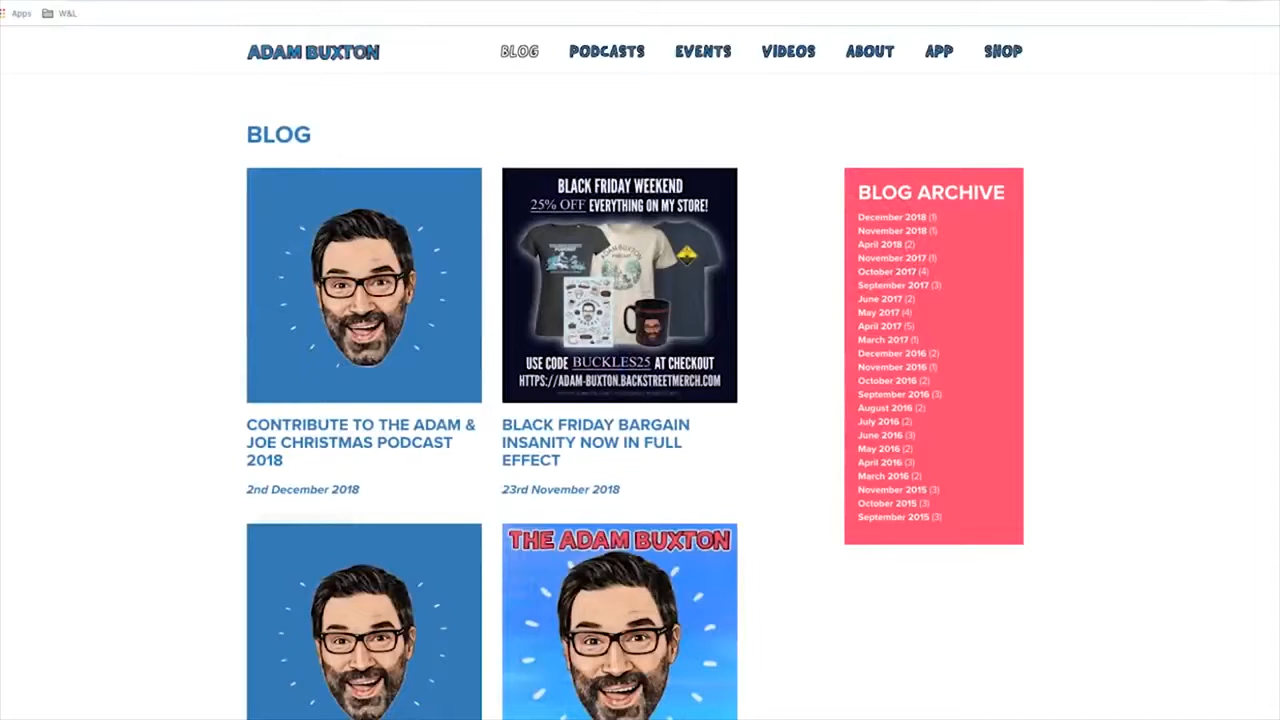 Apps W&L
ADAM BUXTON BLOG PODCASTS EVENTS VIDEOS ABOUT APP SHOP
BLOG
BLACK FRIDAY WEEKEND
25% OFF EVERYTHING ON MY STORE!
ADAM BUXTON
USE CODE BUCKLES25 AT CHECKOUT
HTTPS://ADAM-BUXTON.BACKSTREETMERCH.COM
CONTRIBUTE TO THE ADAM &
JOE CHRISTMAS PODCAST
2018
2nd December 2018
BLACK FRIDAY BARGAIN
INSANITY NOW IN FULL
EFFECT
23rd November 2018
THE ADAM BUXTON
BLOG ARCHIVE
December 2018 (1)
November 2018 (1)
April 2018 (2)
November 2017 (1)
October 2017 (4)
September 2017 (3)
June 2017 (2)
May 2017 (4)
April 2017 (5)
March 2017 (1)
December 2016 (2)
November 2016 (1)
October 2016 (2)
September 2016 (3)
August 2016 (2)
July 2016 (2)
June 2016 (3)
May 2016 (2)
April 2016 (3)
March 2016 (2)
November 2015 (3)
October 2015 (3)
September 2015 (3)